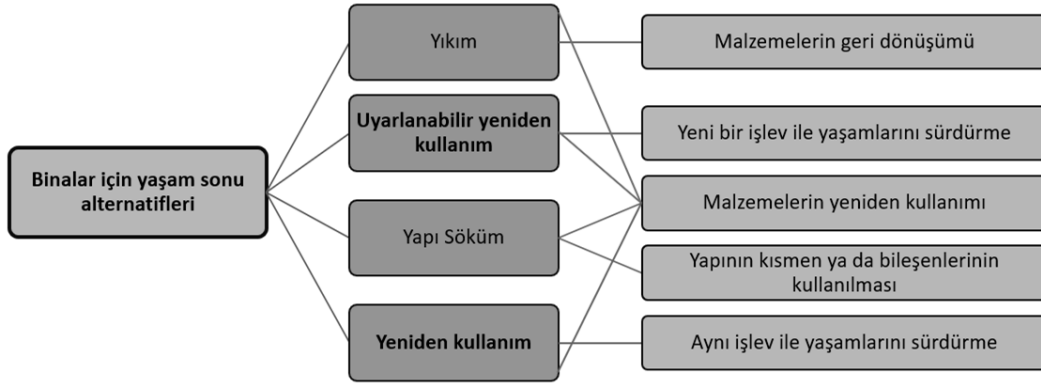 Binalar için yaşam sonu
alternatifleri
Yıkım
Uyarlanabilir yeniden
kullanım
Yapı Söküm
Yeniden kullanım
Malzemelerin geri dönüşümü
Yeni bir işlev ile yaşamlarını sürdürme
Malzemelerin yeniden kullanımı
Yapının kısmen ya da bileşenlerinin
kullanılması
Aynı işlev ile yaşamlarını sürdürme